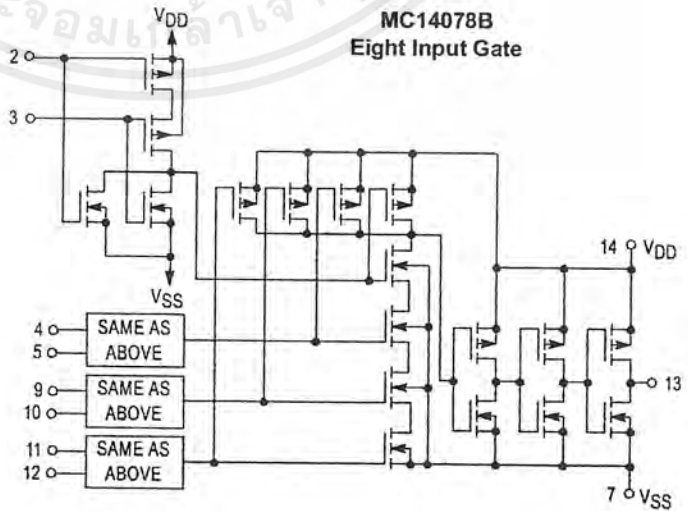 MC14078B
Eight Input Gate
VDD
2
3
VSS
4
5
SAME AS
ABOVE
9
10
SAME AS
ABOVE
11
12
SAME AS
ABOVE
14 VDD
13
7 VSS